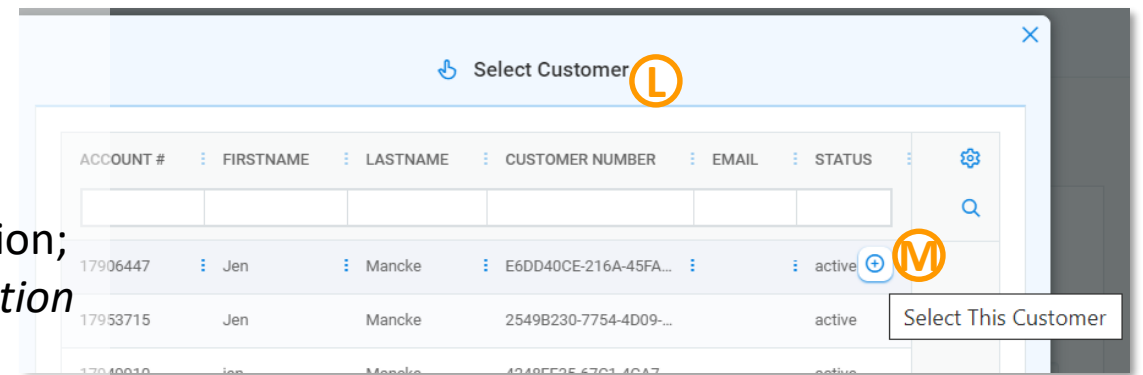 Select Customer L
ACCOUNT # FIRSTNAME LASTNAME CUSTOMER NUMBER EMAIL STATUS
ion;
17906447 Jen Mancke E6DD40CE-216A-45FA... active M
tion
17953715 Jen Mancke 2549B230-7754-4D09-... active
Select This Customer